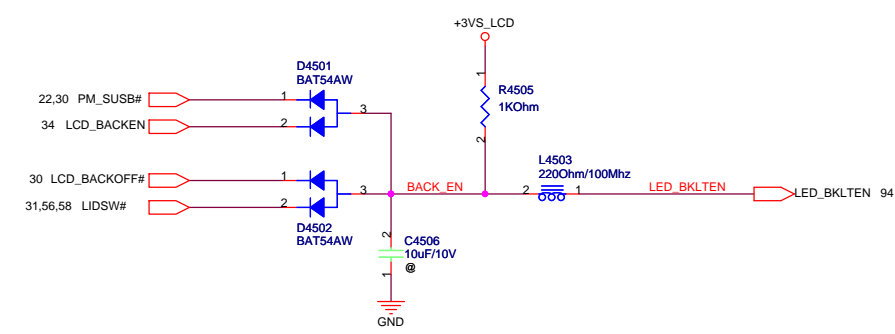 +3VS_LCD
D4501
BAT54AW
22,30 PM_SUSB#
1
3
34 LCD_BACKEN
2
1
R4505
1KOhm
2
30 LCD_BACKOFF#
1
3
31,56,58 LIDSW#
2
D4502
BAT54AW
BACK_EN
L4503
220Ohm/100Mhz
2
1
LED_BKLTEN
LED_BKLTEN 94
2
C4506
10uF/10V
@
1
GND